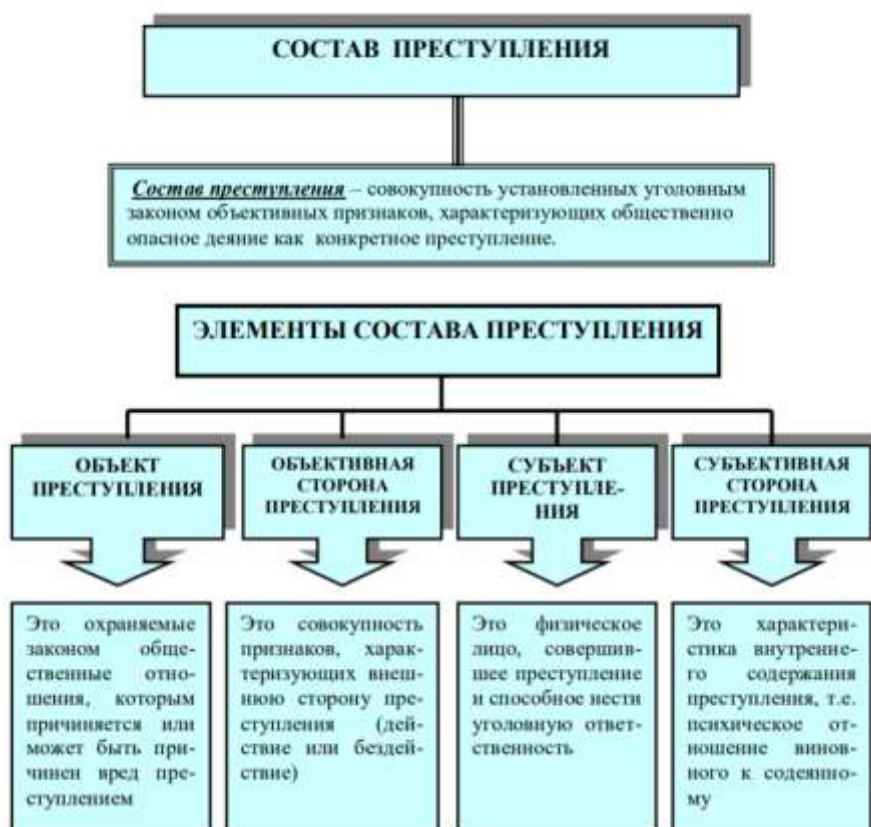 СОСТАВ ПРЕСТУПЛЕНИЯ
Состав преступления – совокупность установленных уголовным
законом объективных признаков, характеризующих общественно
опасное деяние как конкретное преступление.
ЭЛЕМЕНТЫ СОСТАВА ПРЕСТУПЛЕНИЯ
ОБЪЕКТ
ПРЕСТУПЛЕНИЯ
ОБЪЕКТИВНАЯ
СТОРОНА
ПРЕСТУПЛЕНИЯ
СУБЪЕКТ
ПРЕСТУПЛЕ-
НИЯ
СУБЪЕКТИВНАЯ
СТОРОНА
ПРЕСТУПЛЕНИЯ
Это охраняемые
законом обще-
ственные отно-
шения, которым
причиняется или
может быть при-
чинен вред пре-
ступлением
Это совокупность
признаков, харак-
теризующих внеш-
нюю сторону пре-
ступления (дей-
ствие или бездей-
ствие)
Это физическое
лицо, совершив-
шее преступление
и способное нести
уголовную ответ-
ственность
Это характери-
стика внутренне-
го содержания
преступления, т.е.
психическое от-
ношение винов-
ного к содеянно-
му